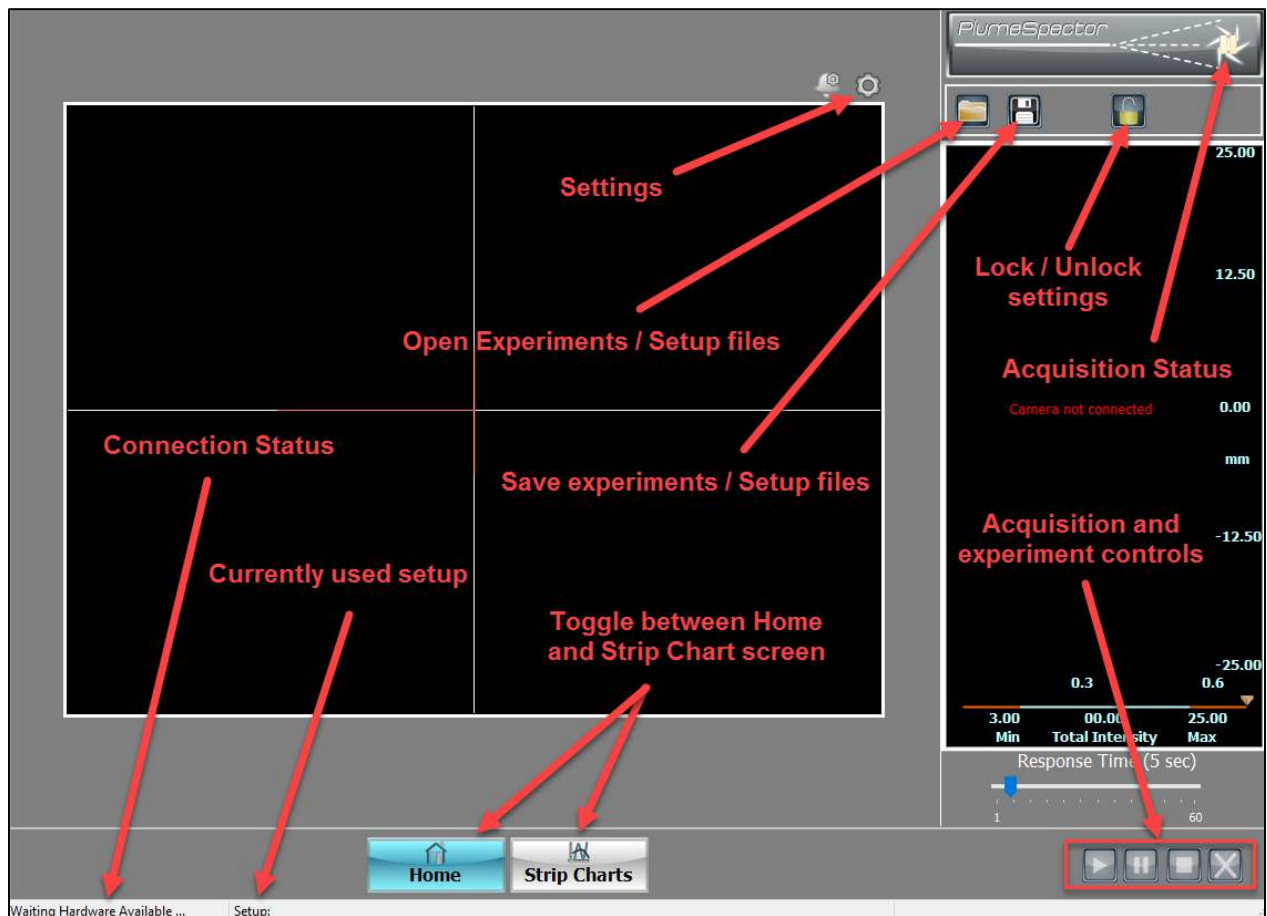 PlumeSpector
25.00
Settings
Lock / Unlock
settings
12.50
Open Experiments / Setup files
Acquisition Status
Camera not connected
0.00
Connection Status
mm
Save experiments / Setup files
Acquisition and
experiment controls
-12.50
Currently used setup
Toggle between Home
and Strip Chart screen
-25.00
0.3
0.6
3.00
00.00
25.00
Min
Total Intensity
Max
Response Time (5 sec)
1
60
Home
Strip Charts
Waiting Hardware Available ...
Setup: